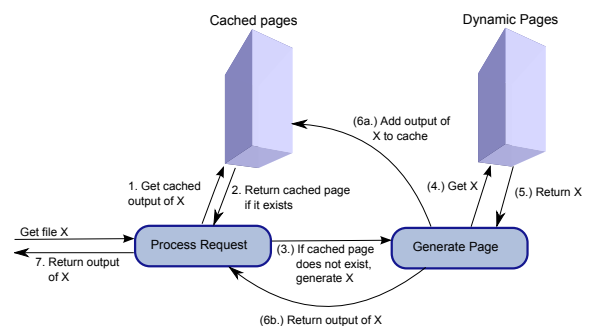 Cached pages
Dynamic Pages
(6a.) Add output of
X to cache
1. Get cached
output of X
2. Return cached page
if it exists
(4.) Get X
(5.) Return X
Get file X
Process Request
7. Return output
of X
(3.) If cached page
does not exist,
generate X
Generate Page
(6b.) Return output of X